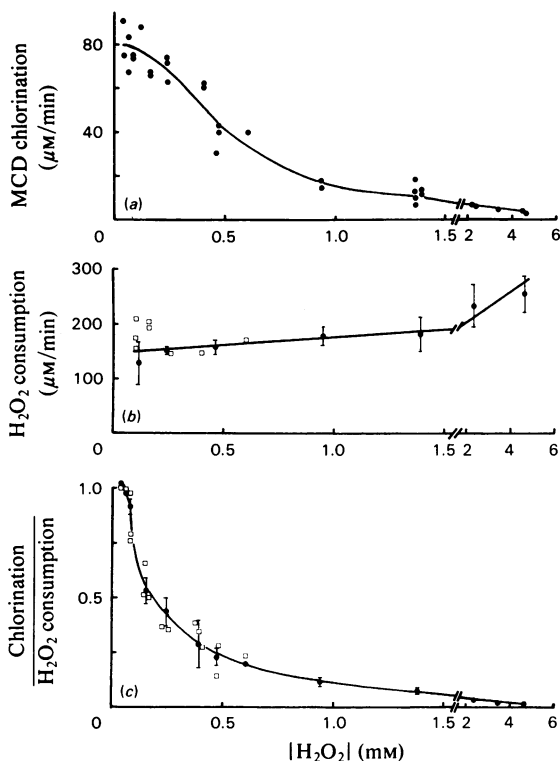 80
40
MCD chlorination
(μM/min)
(a)
0 0.5 1.0 1.5 2 4 6
300
200
100
H₂O₂ consumption
(μM/min)
(b)
0 0.5 1.0 1.5 2 4 6
1.0
0.5
Chlorination
H₂O₂ consumption
(c)
0 0.5 1.0 1.5 2 4 6
|H₂O₂| (mM)